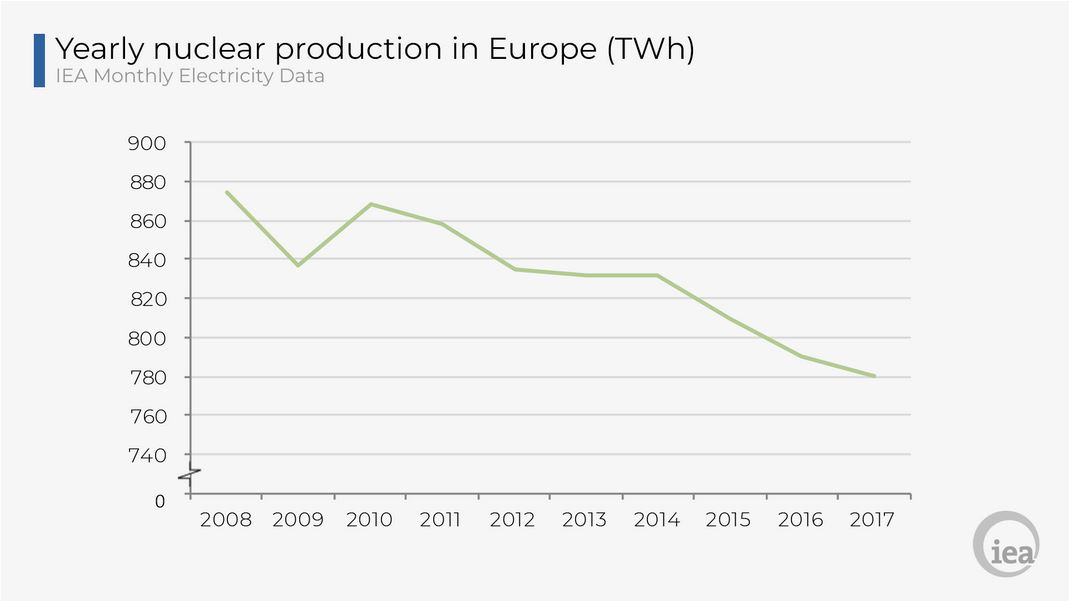 Yearly nuclear production in Europe (TWh)
IEA Monthly Electricity Data
900
880
860
840
820
800
780
760
740
0
2008 2009 2010 2011 2012 2013 2014 2015 2016 2017
iea